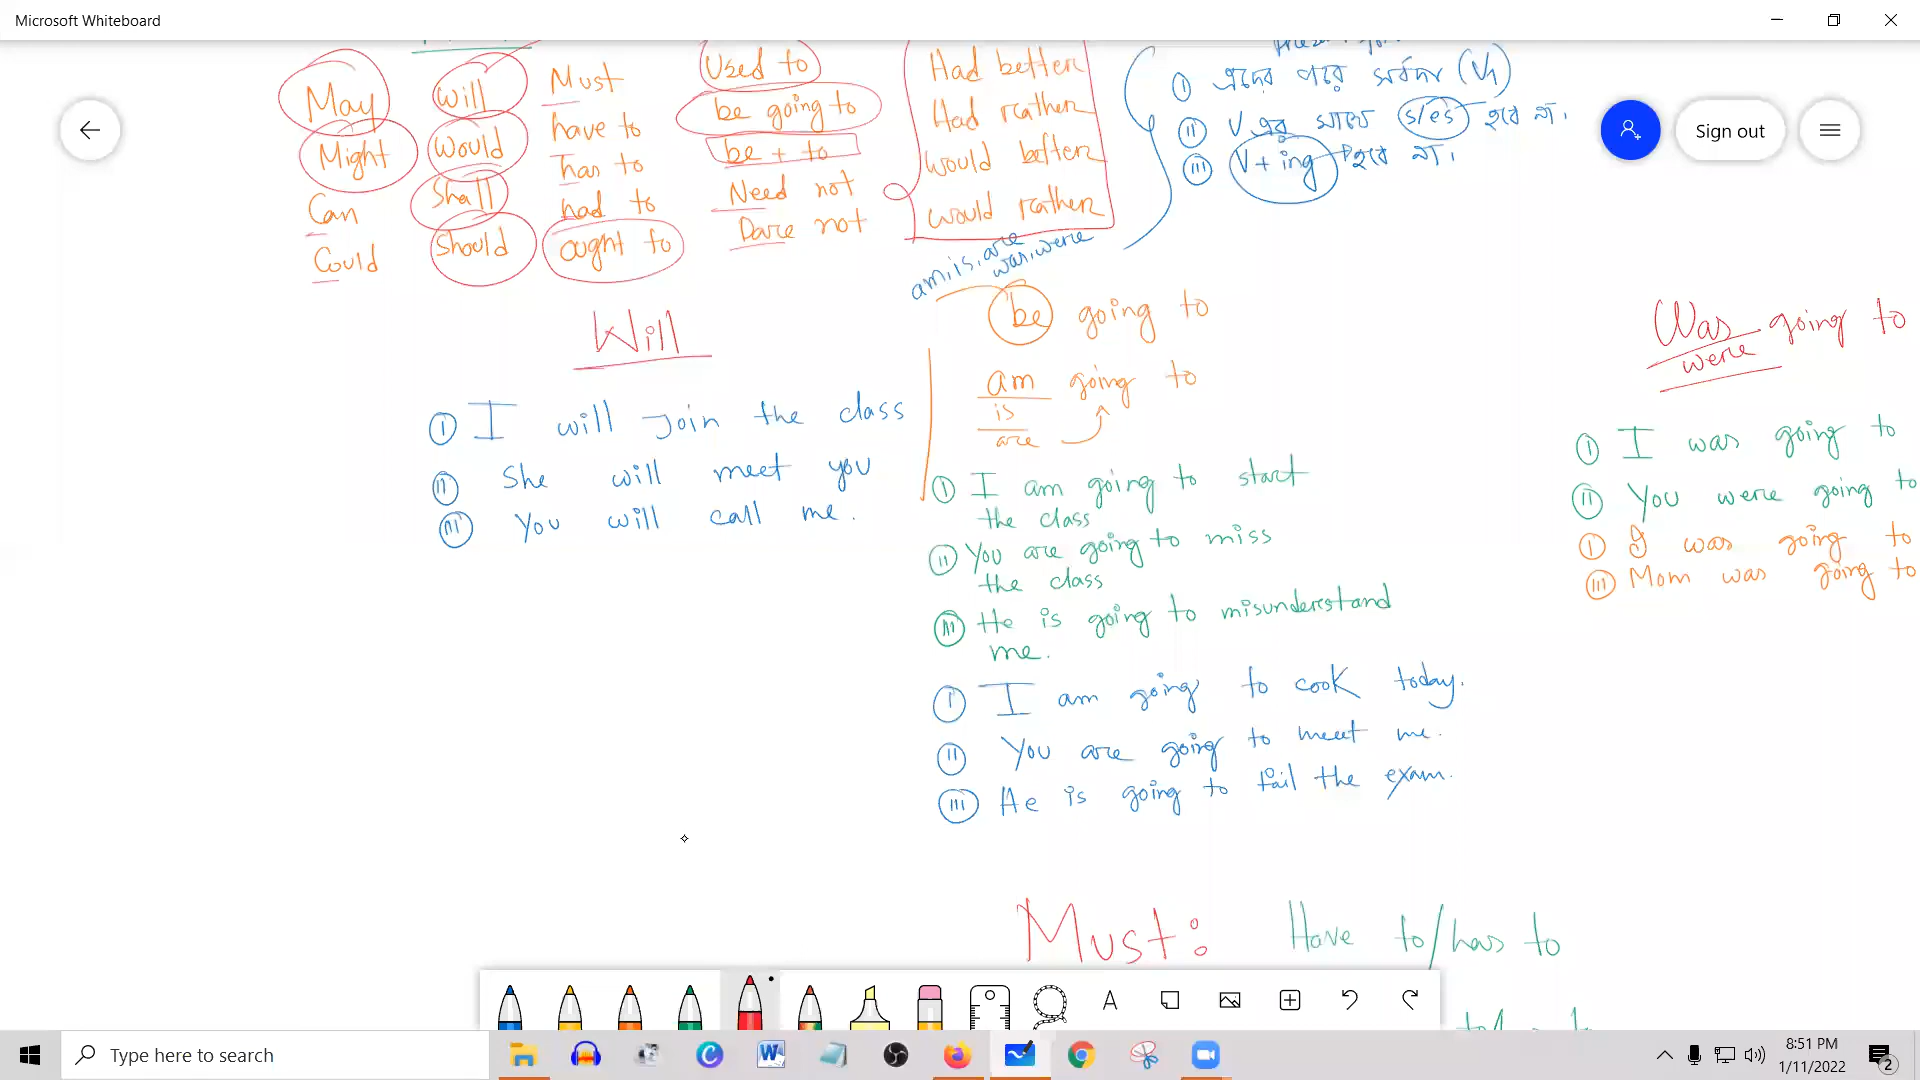 Microsoft Whiteboard
May Will Must Used to Had better
Might Would have to be going to Had rather
Can Shall has to be + to would better
Could Should had to Need not would rather
ought to Dare not
① এদের পরে সর্বদা (V1)
② V এর সাথে s/es হবে না।
③ V + ing হবে না।
Sign out
am, is, are
was, were
be going to
Will
am going to
is
are
① I will Join the class
② She will meet you
③ You will call me.
① I am going to start
the class
② You are going to miss
the class
③ He is going to misunderstand
me.
① I am going to cook today.
② You are going to meet me.
③ He is going to fail the exam.
Was going to
were
① I was going to
② You were going to
① I was going to
③ Mom was going to
Must: Have to/has to
Type here to search
8:51 PM
1/11/2022
2